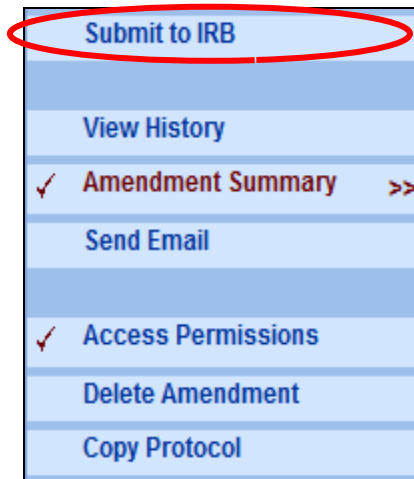 Submit to IRB
View History
✓ Amendment Summary >>
Send Email
✓ Access Permissions
Delete Amendment
Copy Protocol